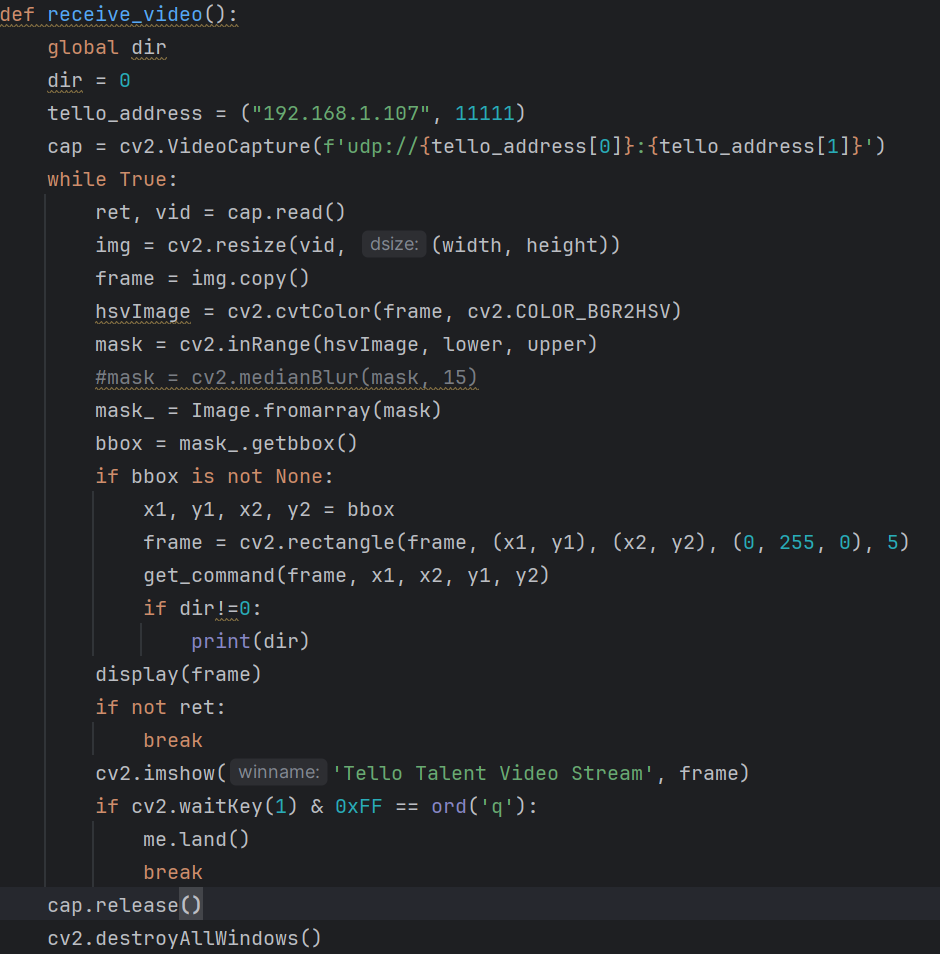 def receive_video():
    global dir
    dir = 0
    tello_address = ("192.168.1.107", 11111)
    cap = cv2.VideoCapture(f'udp://{tello_address[0]}:{tello_address[1]}')
    while True:
        ret, vid = cap.read()
        img = cv2.resize(vid, dsize: (width, height))
        frame = img.copy()
        hsvImage = cv2.cvtColor(frame, cv2.COLOR_BGR2HSV)
        mask = cv2.inRange(hsvImage, lower, upper)
        #mask = cv2.medianBlur(mask, 15)
        mask_ = Image.fromarray(mask)
        bbox = mask_.getbbox()
        if bbox is not None:
            x1, y1, x2, y2 = bbox
            frame = cv2.rectangle(frame, (x1, y1), (x2, y2), (0, 255, 0), 5)
            get_command(frame, x1, x2, y1, y2)
            if dir!=0:
                print(dir)
        display(frame)
        if not ret:
            break
        cv2.imshow( winname: 'Tello Talent Video Stream', frame)
        if cv2.waitKey(1) & 0xFF == ord('q'):
            me.land()
            break
    cap.release()
    cv2.destroyAllWindows()